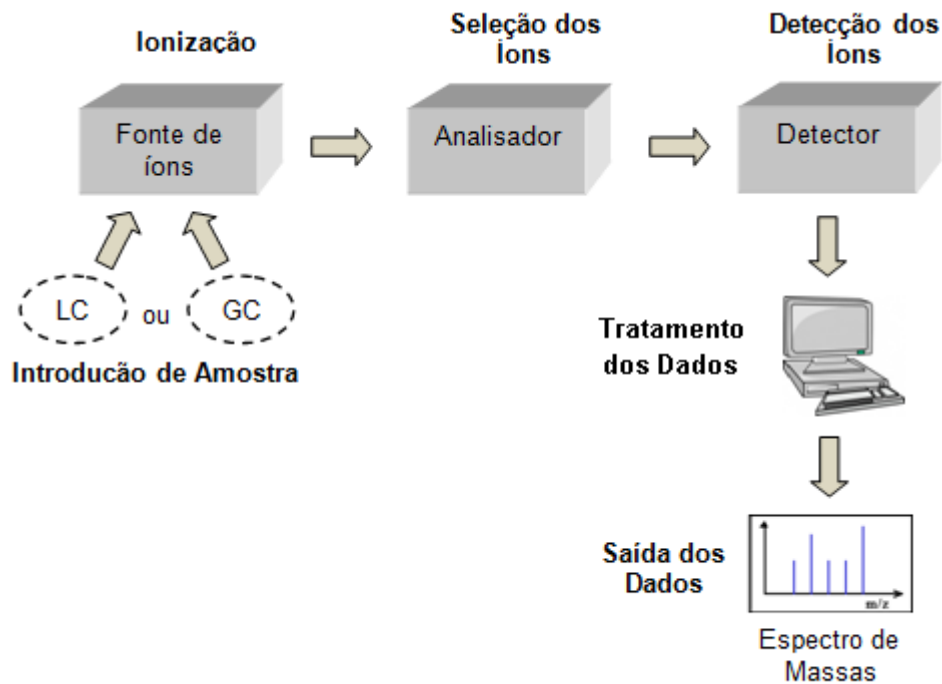 Ionização
Seleção dos
Íons
Detecção dos
Íons
Fonte de
íons
Analisador
Detector
LC
ou
GC
Introducão de Amostra
Tratamento
dos Dados
Saída dos
Dados
m/z
Espectro de
Massas